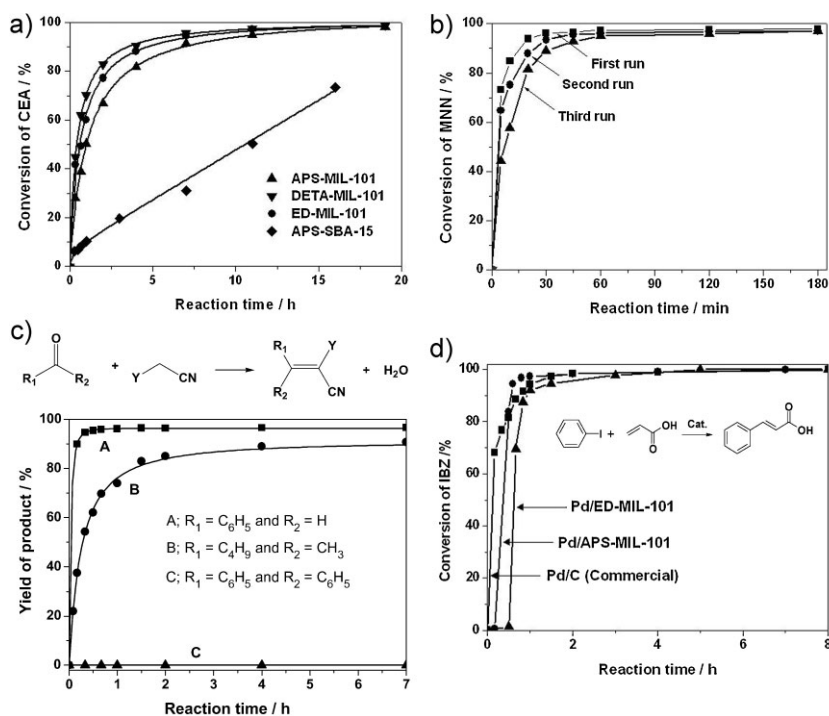 a)
Conversion of CEA / %
100
80
60
40
20
0
APS-MIL-101
DETA-MIL-101
ED-MIL-101
APS-SBA-15
0 5 10 15 20
Reaction time / h
b)
Conversion of MNN / %
100
80
60
40
20
0
First run
Second run
Third run
0 30 60 90 120 150 180
Reaction time / min
c)
O
R1 R2 + Y CN R1 Y R2 CN + H2O
Yield of product / %
100
80
60
40
20
0
A
B
A; R1 = C6H5 and R2 = H
B; R1 = C4H9 and R2 = CH3
C; R1 = C6H5 and R2 = C6H5
C
0 1 2 3 4 5 6 7
Reaction time / h
d)
Conversion of IBZ /%
100
80
60
40
20
0
I + O OH Cat. O OH
Pd/ED-MIL-101
Pd/APS-MIL-101
Pd/C (Commercial)
0 2 4 6 8
Reaction time / h